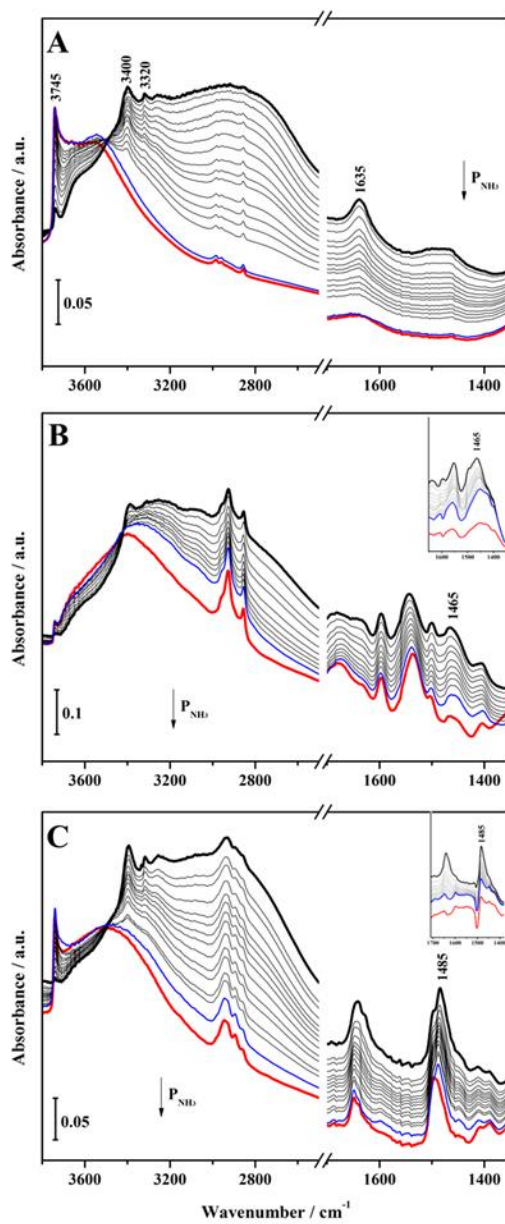 A
3745
3400
3320
1635
P_NH₃
Absorbance / a.u.
0.05
3600 3200 2800 1600 1400
B
1465
1465
1600 1500 1400
P_NH₃
Absorbance / a.u.
0.1
3600 3200 2800 1600 1400
C
1485
1485
1700 1600 1500 1400
P_NH₃
Absorbance / a.u.
0.05
3600 3200 2800 1600 1400
Wavenumber / cm⁻¹